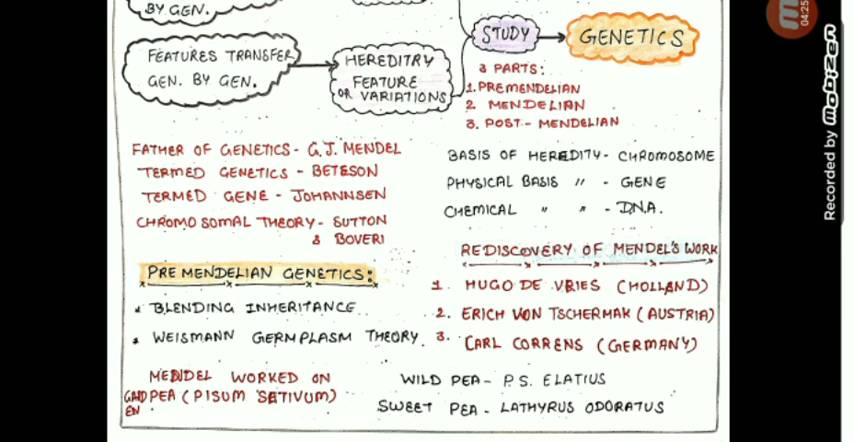 BY GEN.
FEATURES TRANSFER
GEN. BY GEN.
HEREDITRY
FEATURE
OR VARIATIONS
STUDY
GENETICS
3 PARTS:
1. PREMENDELIAN
2 MENDELIAN
3. POST - MENDELIAN
FATHER OF GENETICS - G.J. MENDEL
TERMED GENETICS - BETESON
TERMED GENE - JOHANNSEN
CHROMOSOMAL THEORY - SUTTON
& BOVERI
BASIS OF HEREDITY - CHROMOSOME
PHYSICAL BASIS " - GENE
CHEMICAL " " - DNA.
PREMENDELIAN GENETICS:
* BLENDING INHERITANCE
* WEISMANN GERMPLASM THEORY.
REDISCOVERY OF MENDEL'S WORK
1. HUGO DE VRIES (HOLLAND)
2. ERICH VON TSCHERMAK (AUSTRIA)
3. CARL CORRENS (GERMANY)
MENDEL WORKED ON
PEA (PISUM SATIVUM)
WILD PEA - P.S. ELATIUS
SWEET PEA - LATHYRUS ODORATUS
04:25
Recorded by mobizen